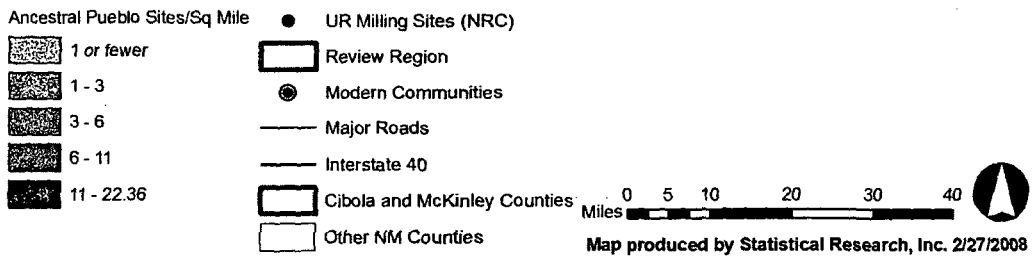 Ancestral Pueblo Sites/Sq Mile
1 or fewer
1 - 3
3 - 6
6 - 11
11 - 22.36
UR Milling Sites (NRC)
Review Region
Modern Communities
Major Roads
Interstate 40
Cibola and McKinley Counties
Other NM Counties
0 5 10 20 30 40
Miles
Map produced by Statistical Research, Inc. 2/27/2008